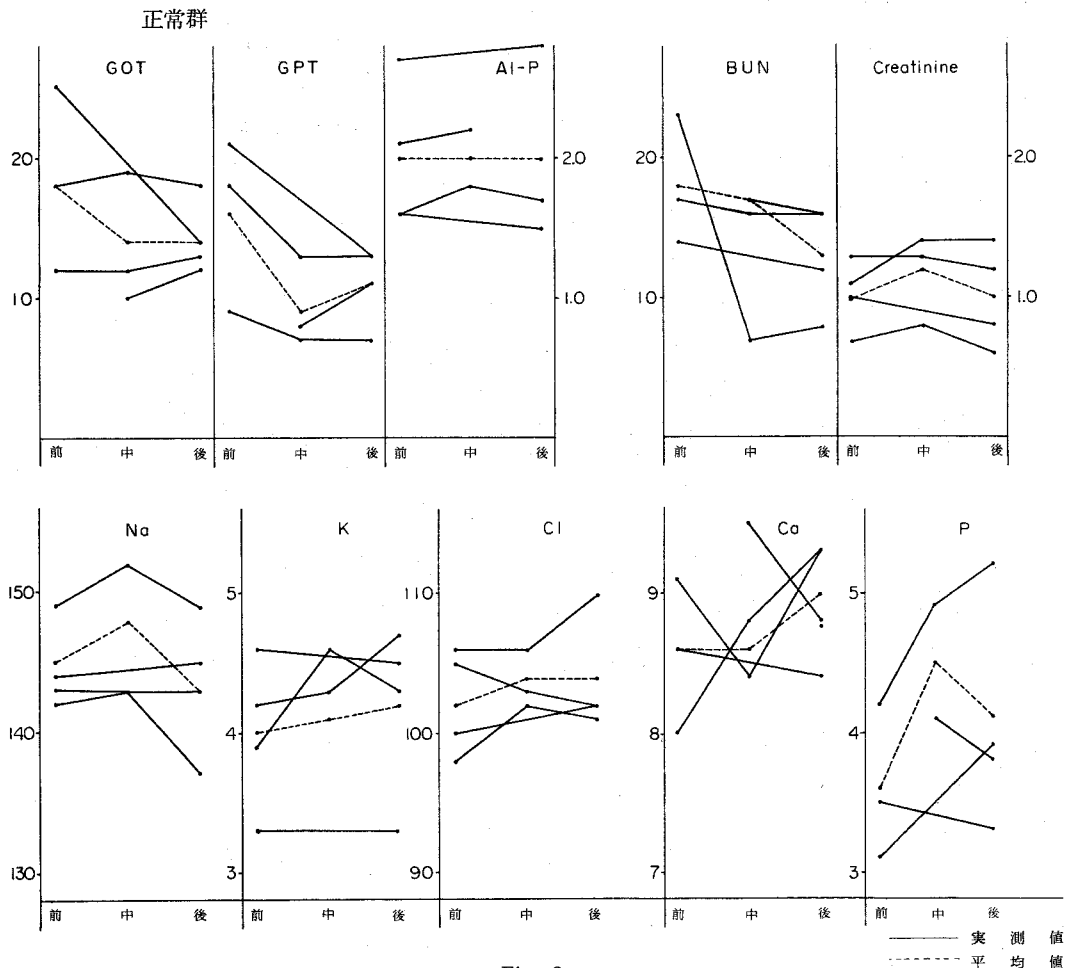 正常群
GOT GPT Al-P BUN Creatinine
20 2.0 20 2.0
10 1.0 10 1.0
前 中 後 前 中 後 前 中 後 前 中 後 前 中 後
Na K Cl Ca P
150 5 110 9 5
140 4 100 8 4
130 3 90 7 3
前 中 後 前 中 後 前 中 後 前 中 後 前 中 後
実測値
平均値